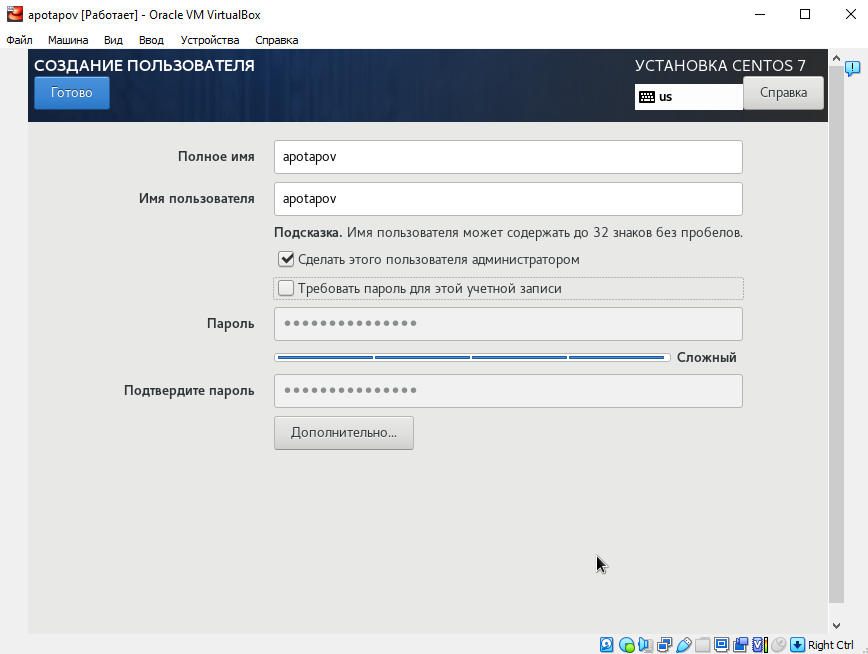 apotapov [Работает] - Oracle VM VirtualBox
Файл Машина Вид Ввод Устройства Справка
СОЗДАНИЕ ПОЛЬЗОВАТЕЛЯ
УСТАНОВКА CENTOS 7
Готово
us
Справка
Полное имя
apotapov
Имя пользователя
apotapov
Подсказка. Имя пользователя может содержать до 32 знаков без пробелов.
Сделать этого пользователя администратором
Требовать пароль для этой учетной записи
Пароль
●●●●●●●●●●●●●●●
Сложный
Подтвердите пароль
●●●●●●●●●●●●●●●
Дополнительно...
Right Ctrl